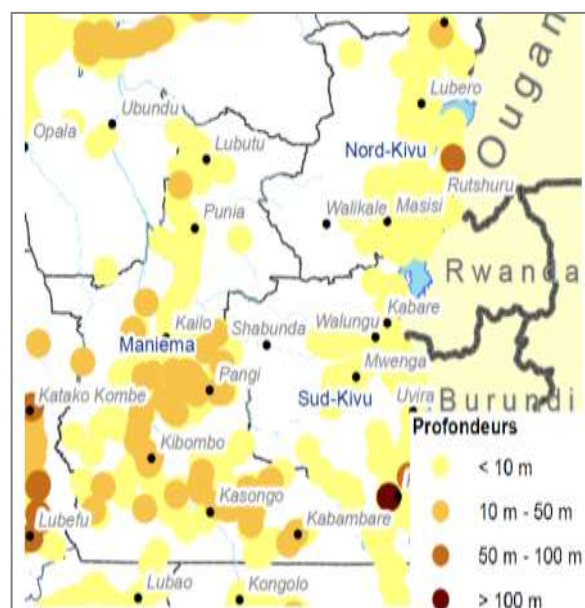 Ougan
Lubero
Ubundu
Opala
Lubutu
Nord-Kivu
Rutshuru
Punia
Walikale
Masisi
Rwanda
Kabare
Kailo
Shabunda
Walungu
Maniema
Mwenga
Pangi
Katako Kombe
Sud-Kivu
Uvira
Burundi
Profondeurs
Kibombo
< 10 m
10 m - 50 m
Kasongo
Lubefu
Kabambare
50 m - 100 m
Lubao
Kongolo
> 100 m